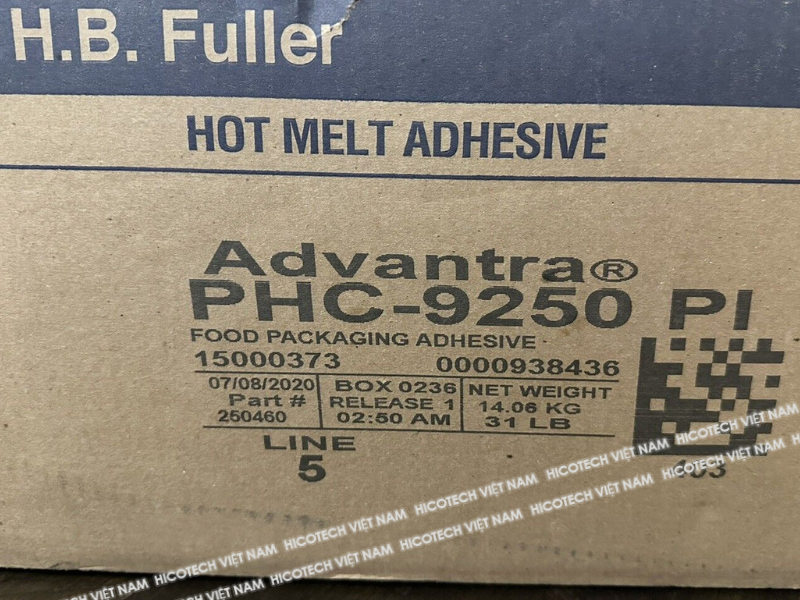 H.B. Fuller
HOT MELT ADHESIVE
Advantra®
PHC-9250 PI
FOOD PACKAGING ADHESIVE
15000373 0000938436
07/08/2020 BOX 0236 NET WEIGHT
Part # RELEASE 1 14.06 KG
250460 02:50 AM 31 LB
LINE
5
HICOTECH VIỆT NAM HICOTECH VIỆT NAM HICOTECH VIỆT NAM HICOTECH VIỆT NAM HICOTECH VIỆT NAM
HICOTECH VIỆT NAM HICOTECH VIỆT NAM HICOTECH VIỆT NAM HICOTECH VIỆT NAM